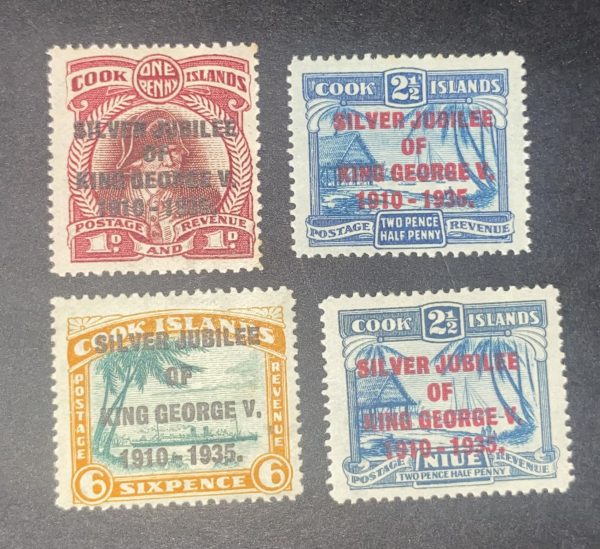 COOK ONE PENNY ISLANDS
SILVER JUBILEE
OF
KING GEORGE V.
1910 - 1935.
POSTAGE REVENUE
1D AND 1D
COOK 2½ ISLANDS
SILVER JUBILEE
OF
KING GEORGE V.
1910 - 1935.
POSTAGE TWO PENCE REVENUE
HALF PENNY
COOK ISLANDS
SILVER JUBILEE
OF
KING GEORGE V.
1910 - 1935.
POSTAGE
REVENUE
6 SIXPENCE 6
COOK 2½ ISLANDS
SILVER JUBILEE
OF
KING GEORGE V.
1910 - 1935.
POSTAGE NIUE REVENUE
TWO PENCE HALF PENNY